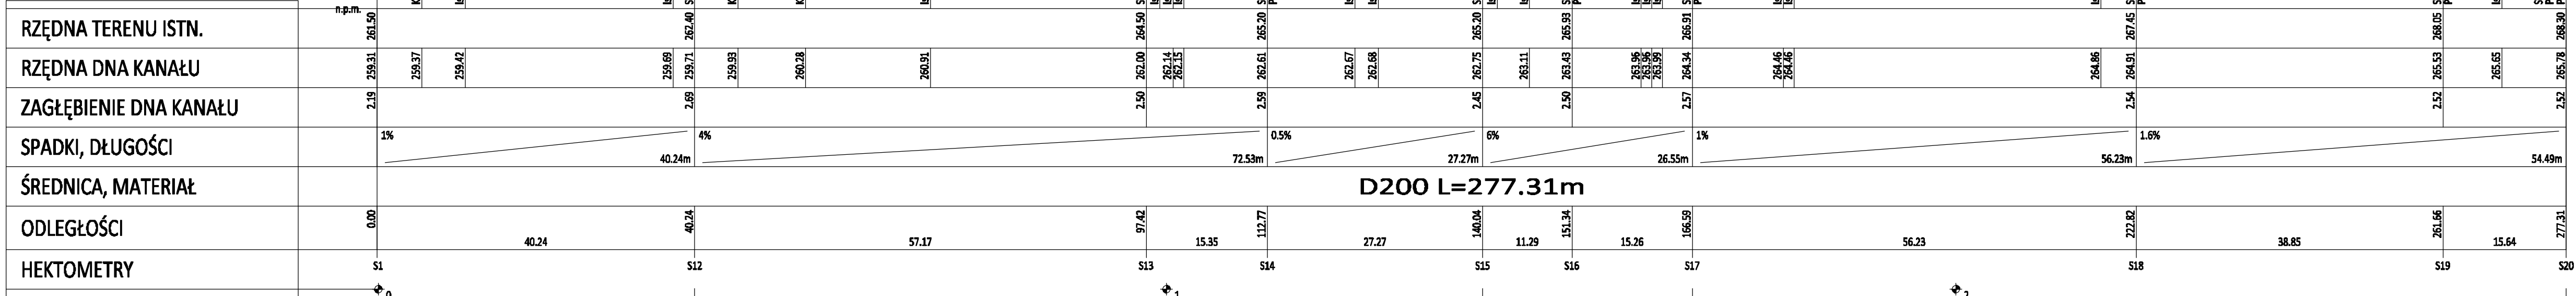 n.p.m.
RZĘDNA TERENU ISTN. 261.50 262.40 264.50 265.20 265.20 265.93 266.91 267.45 268.05 268.30
RZĘDNA DNA KANAŁU 259.31 259.37 259.42 259.69 259.71 259.93 260.28 260.91 262.00 262.14 262.15 262.61 262.67 262.68 262.75 263.11 263.43 263.96 263.96 263.99 264.34 264.46 264.46 264.86 264.91 265.53 265.65 265.78
ZAGŁĘBIENIE DNA KANAŁU 2.19 2.69 2.50 2.59 2.45 2.50 2.57 2.54 2.52 2.52
1% 4% 0.5% 6% 1% 1.6%
SPADKI, DŁUGOŚCI
40.24m 72.53m 27.27m 26.55m 56.23m 54.49m
ŚREDNICA, MATERIAŁ D200 L=277.31m
ODLEGŁOŚCI 0.00 40.24 97.42 112.77 140.04 151.34 166.59 222.82 261.66 277.31
40.24 57.17 15.35 27.27 11.29 15.26 56.23 38.85 15.64
HEKTOMETRY S1 S12 S13 S14 S15 S16 S17 S18 S19 S20